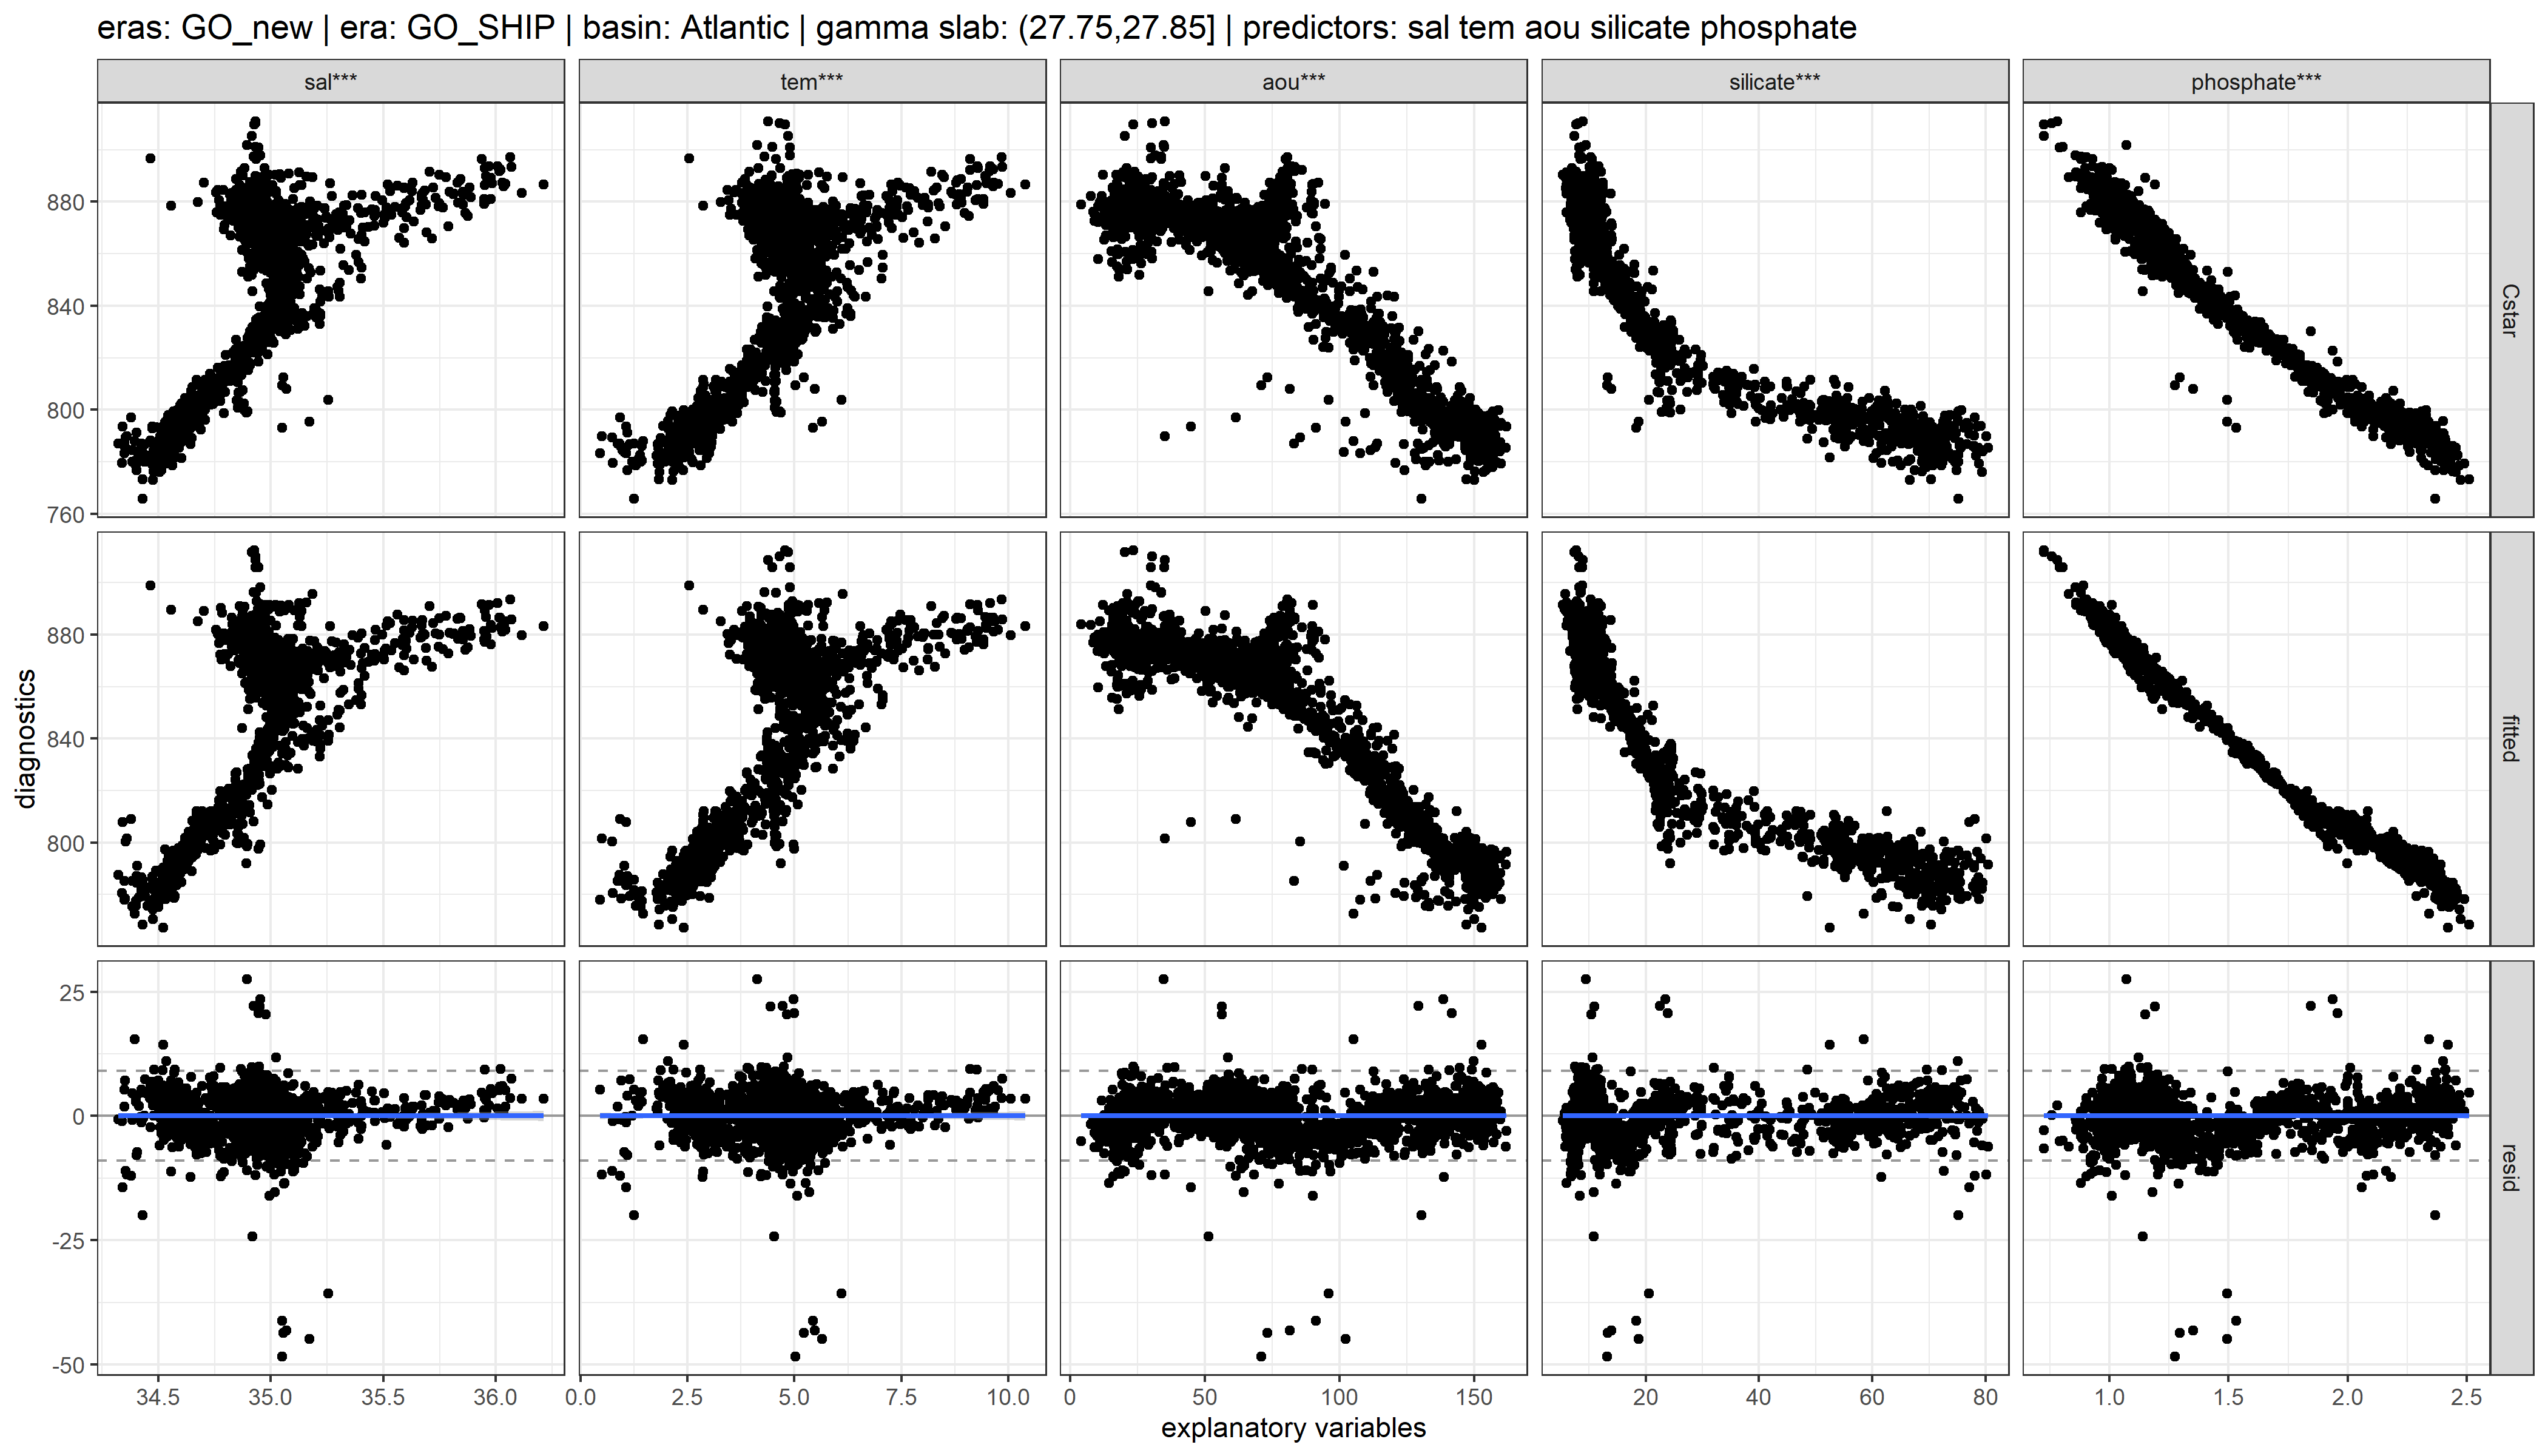 eras: GO_new | era: GO_SHIP | basin: Atlantic | gamma slab: (27.75,27.85] | predictors: sal tem aou silicate phosphate
sal*** tem*** aou*** silicate*** phosphate***
880
840
800
760
Cstar
880
840
800
fitted
diagnostics
25
0
-25
-50
resid
34.5 35.0 35.5 36.0
0.0 2.5 5.0 7.5 10.0
0 50 100 150
20 40 60 80
1.0 1.5 2.0 2.5
explanatory variables